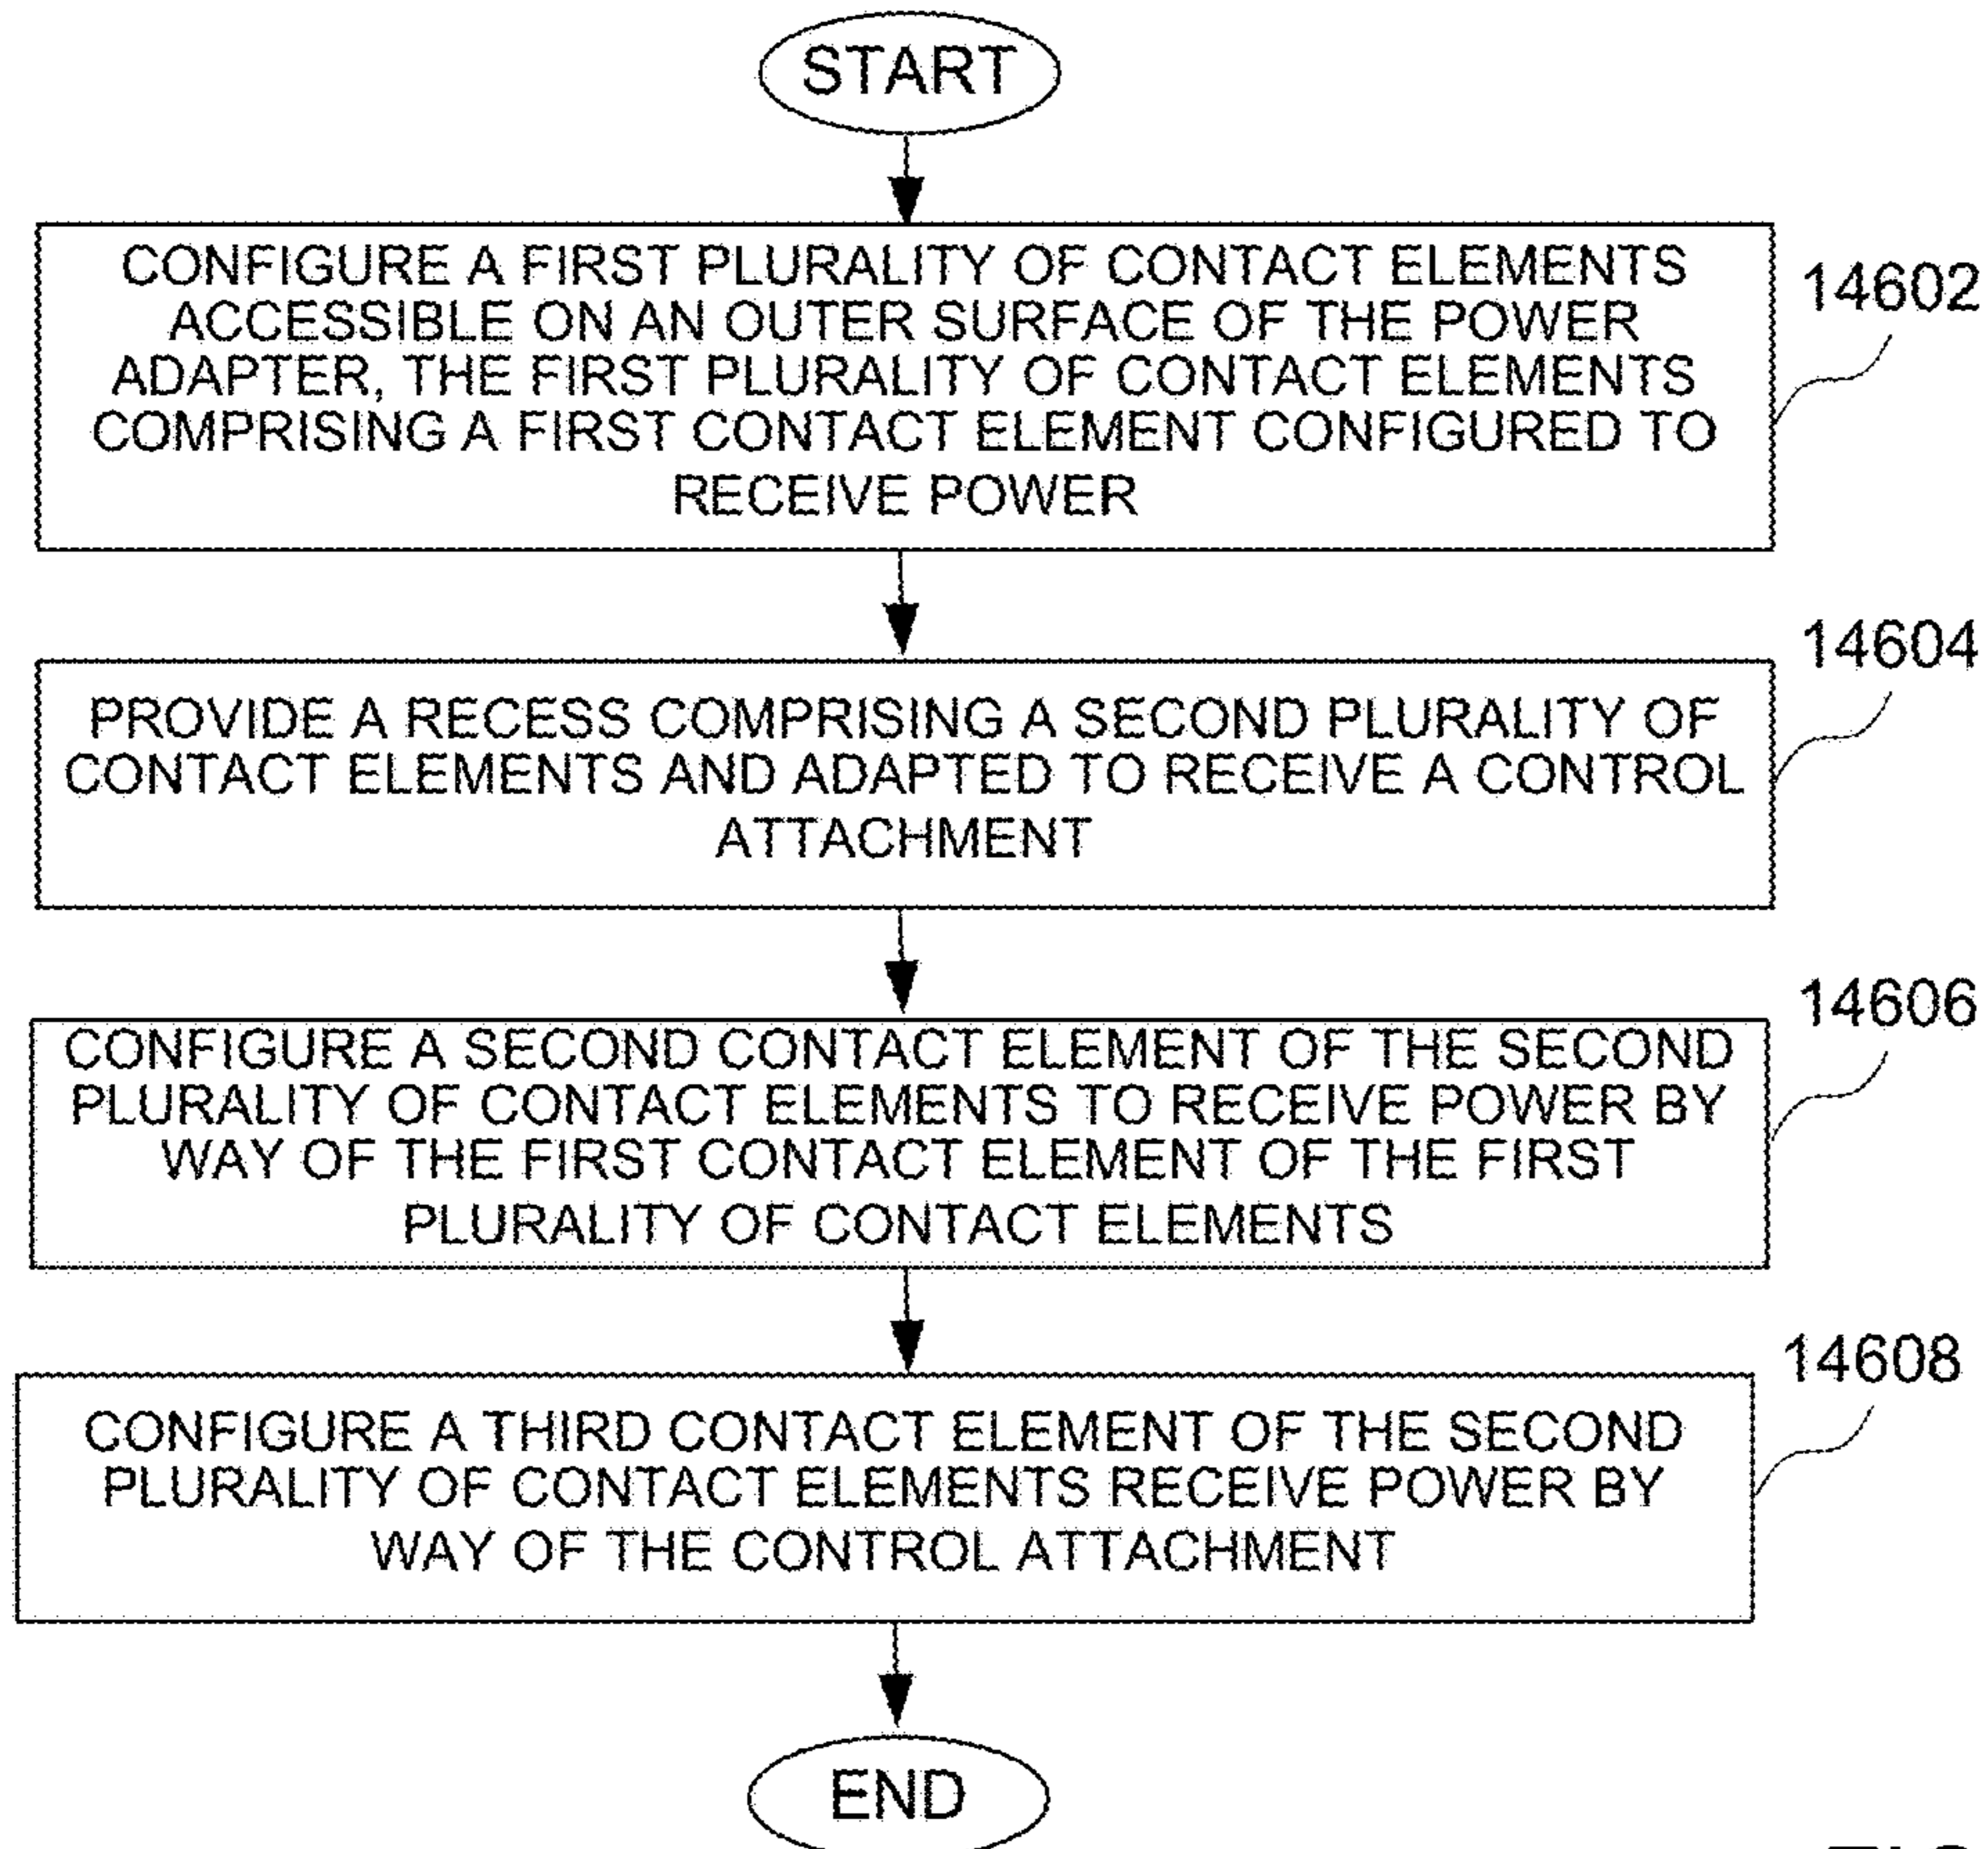 START
CONFIGURE A FIRST PLURALITY OF CONTACT ELEMENTS
ACCESSIBLE ON AN OUTER SURFACE OF THE POWER
ADAPTER, THE FIRST PLURALITY OF CONTACT ELEMENTS
COMPRISING A FIRST CONTACT ELEMENT CONFIGURED TO
RECEIVE POWER
14602
PROVIDE A RECESS COMPRISING A SECOND PLURALITY OF
CONTACT ELEMENTS AND ADAPTED TO RECEIVE A CONTROL
ATTACHMENT
14604
CONFIGURE A SECOND CONTACT ELEMENT OF THE SECOND
PLURALITY OF CONTACT ELEMENTS TO RECEIVE POWER BY
WAY OF THE FIRST CONTACT ELEMENT OF THE FIRST
PLURALITY OF CONTACT ELEMENTS
14606
CONFIGURE A THIRD CONTACT ELEMENT OF THE SECOND
PLURALITY OF CONTACT ELEMENTS RECEIVE POWER BY
WAY OF THE CONTROL ATTACHMENT
14608
END